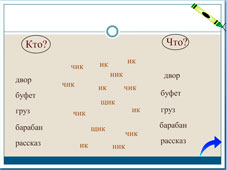 Кто?
Что?
чик ик ик
ник
двор
двор
чик ик чик
буфет
буфет
щик
груз
чик ик
груз
барабан
щик чик
барабан
рассказ
ик ник
рассказ